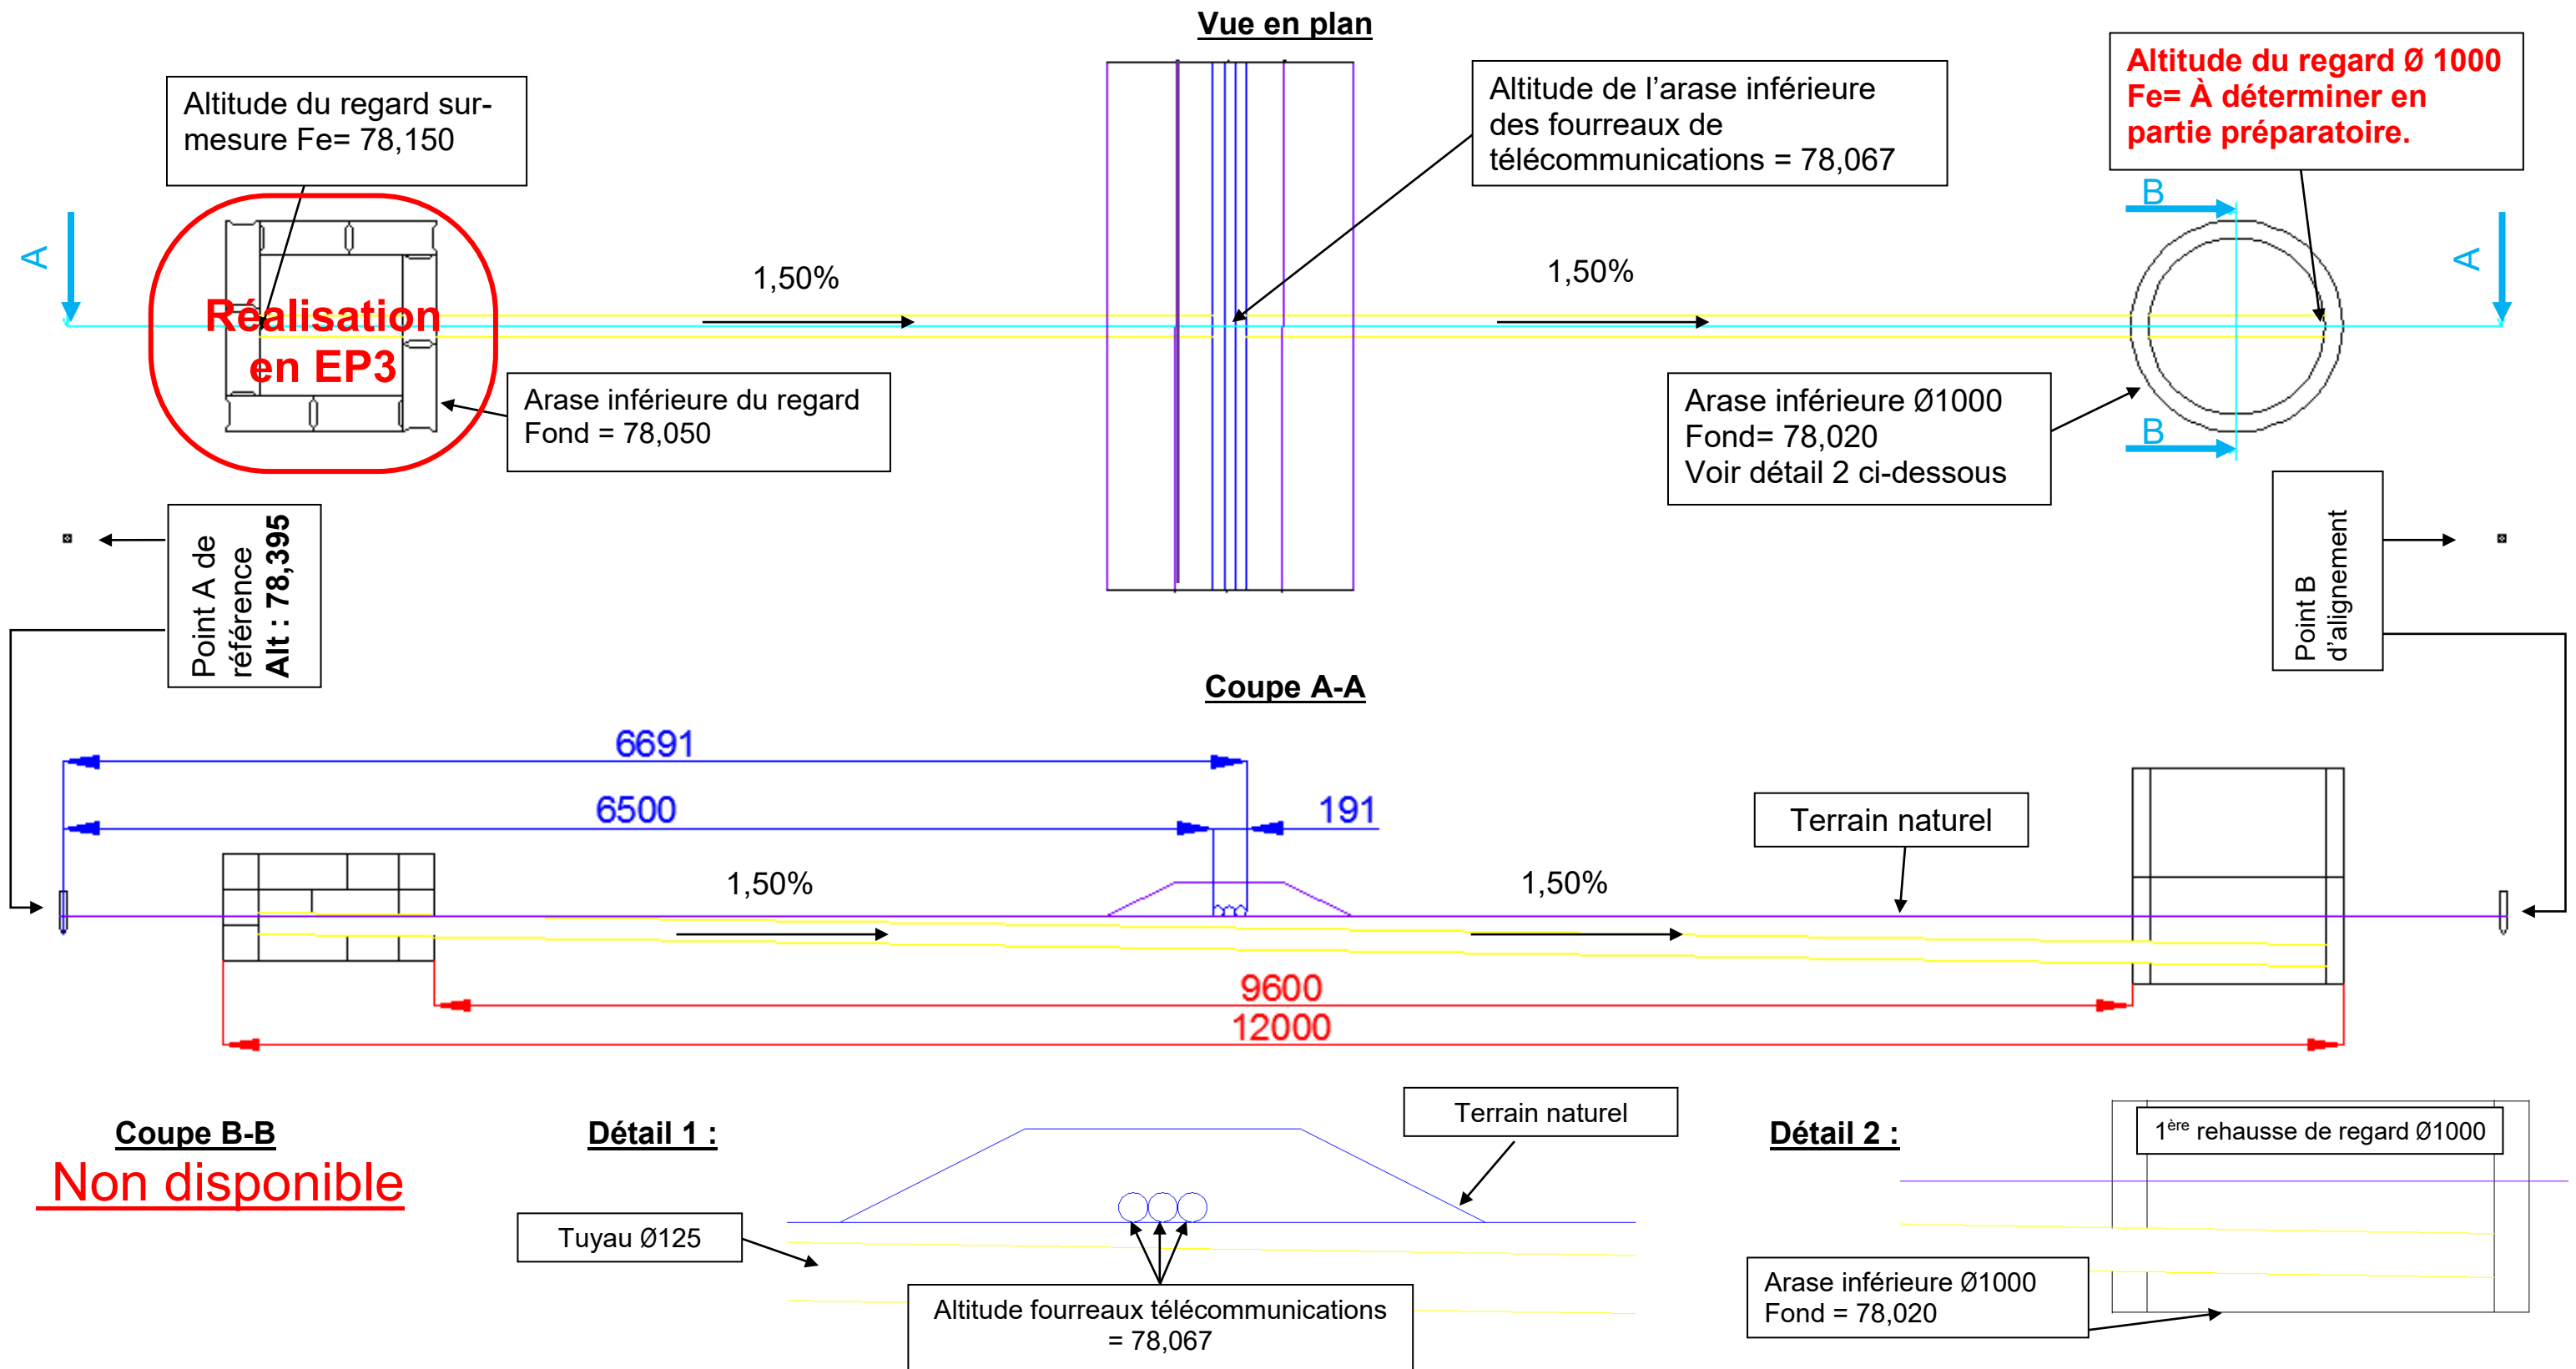 Vue en plan
Altitude du regard sur-
mesure Fe= 78,150
Altitude de l’arase inférieure
des fourreaux de
télécommunications = 78,067
Altitude du regard Ø 1000
Fe= À déterminer en
partie préparatoire.
A
B
A
1,50%
1,50%
Réalisation
en EP3
B
Arase inférieure du regard
Fond = 78,050
Arase inférieure Ø1000
Fond= 78,020
Voir détail 2 ci-dessous
Point A de
référence
Alt : 78,395
Point B
d’alignement
Coupe A-A
6691
6500
191
Terrain naturel
1,50%
1,50%
9600
12000
Coupe B-B
Non disponible
Détail 1 :
Terrain naturel
Tuyau Ø125
Altitude fourreaux télécommunications
= 78,067
Détail 2 :
1ère rehausse de regard Ø1000
Arase inférieure Ø1000
Fond = 78,020